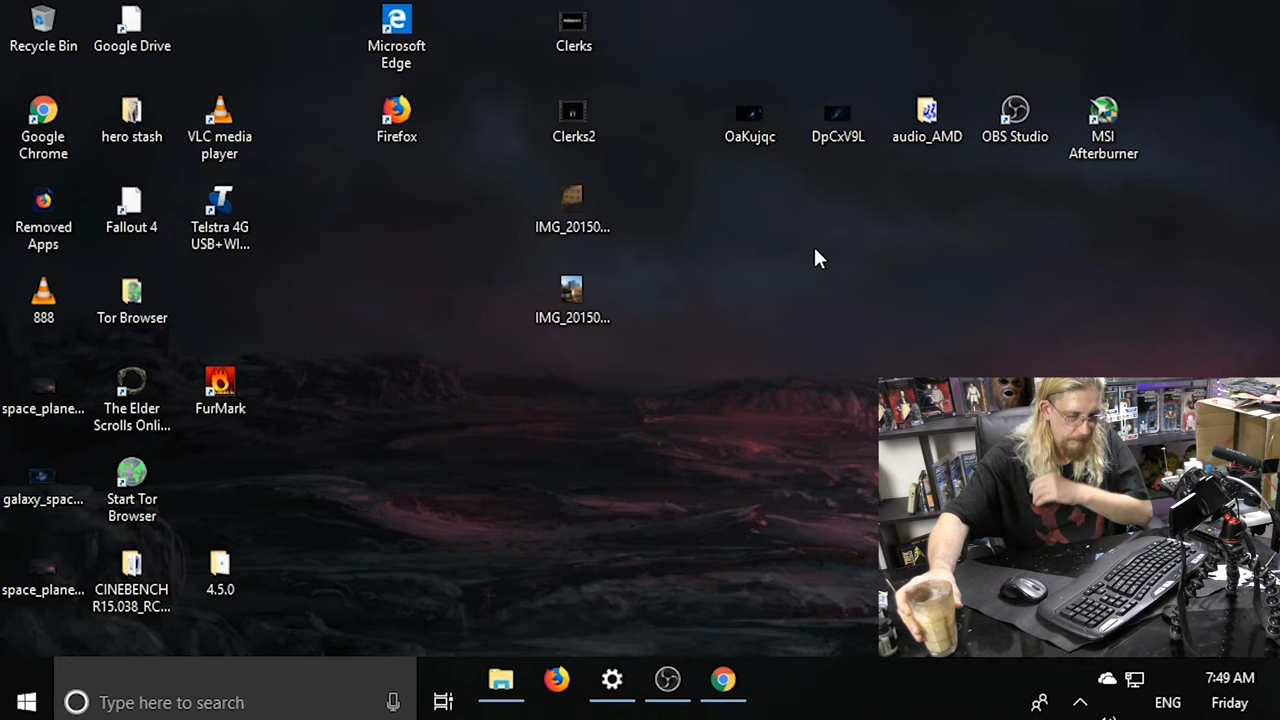 Recycle Bin
Google Drive
Microsoft
Edge
Clerks
Google
Chrome
hero stash
VLC media
player
Firefox
Clerks2
OaKujqc
DpCxV9L
audio_AMD
OBS Studio
MSI
Afterburner
Removed
Apps
Fallout 4
Telstra 4G
USB+WI...
IMG_20150...
888
Tor Browser
IMG_20150...
space_plane...
The Elder
Scrolls Onli...
FurMark
galaxy_spac...
Start Tor
Browser
space_plane...
CINEBENCH
R15.038_RC...
4.5.0
Type here to search
7:49 AM
ENG
Friday